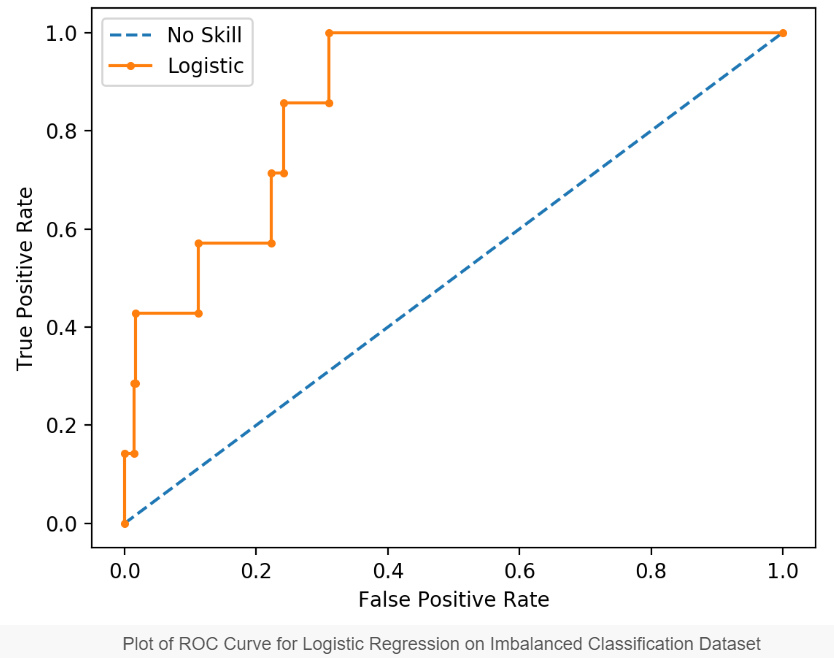 No Skill
Logistic
1.0
0.8
0.6
0.4
0.2
0.0
True Positive Rate
0.0 0.2 0.4 0.6 0.8 1.0
False Positive Rate
Plot of ROC Curve for Logistic Regression on Imbalanced Classification Dataset